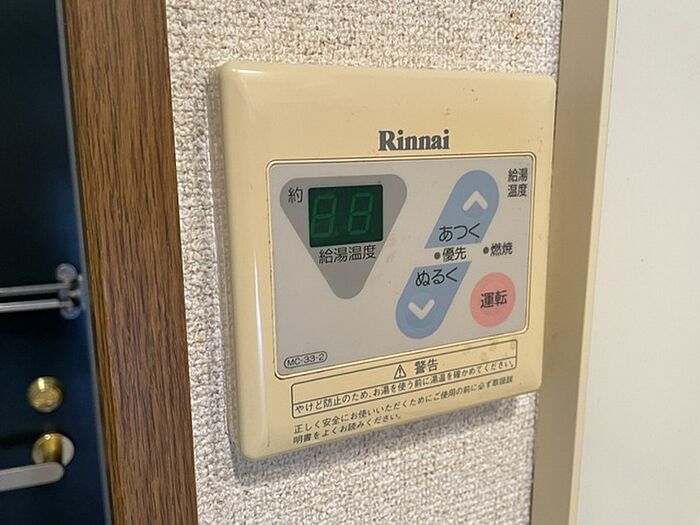 Rinnai
約
88
給湯温度
給湯
温度
あつく
優先
燃焼
ぬるく
運転
MC-33-2
警告
やけど防止のため、お湯を使う前に湯温を確かめてください。
正しく安全にお使いいただくためにご使用の前に必ず取扱説
明書をよくお読みください。